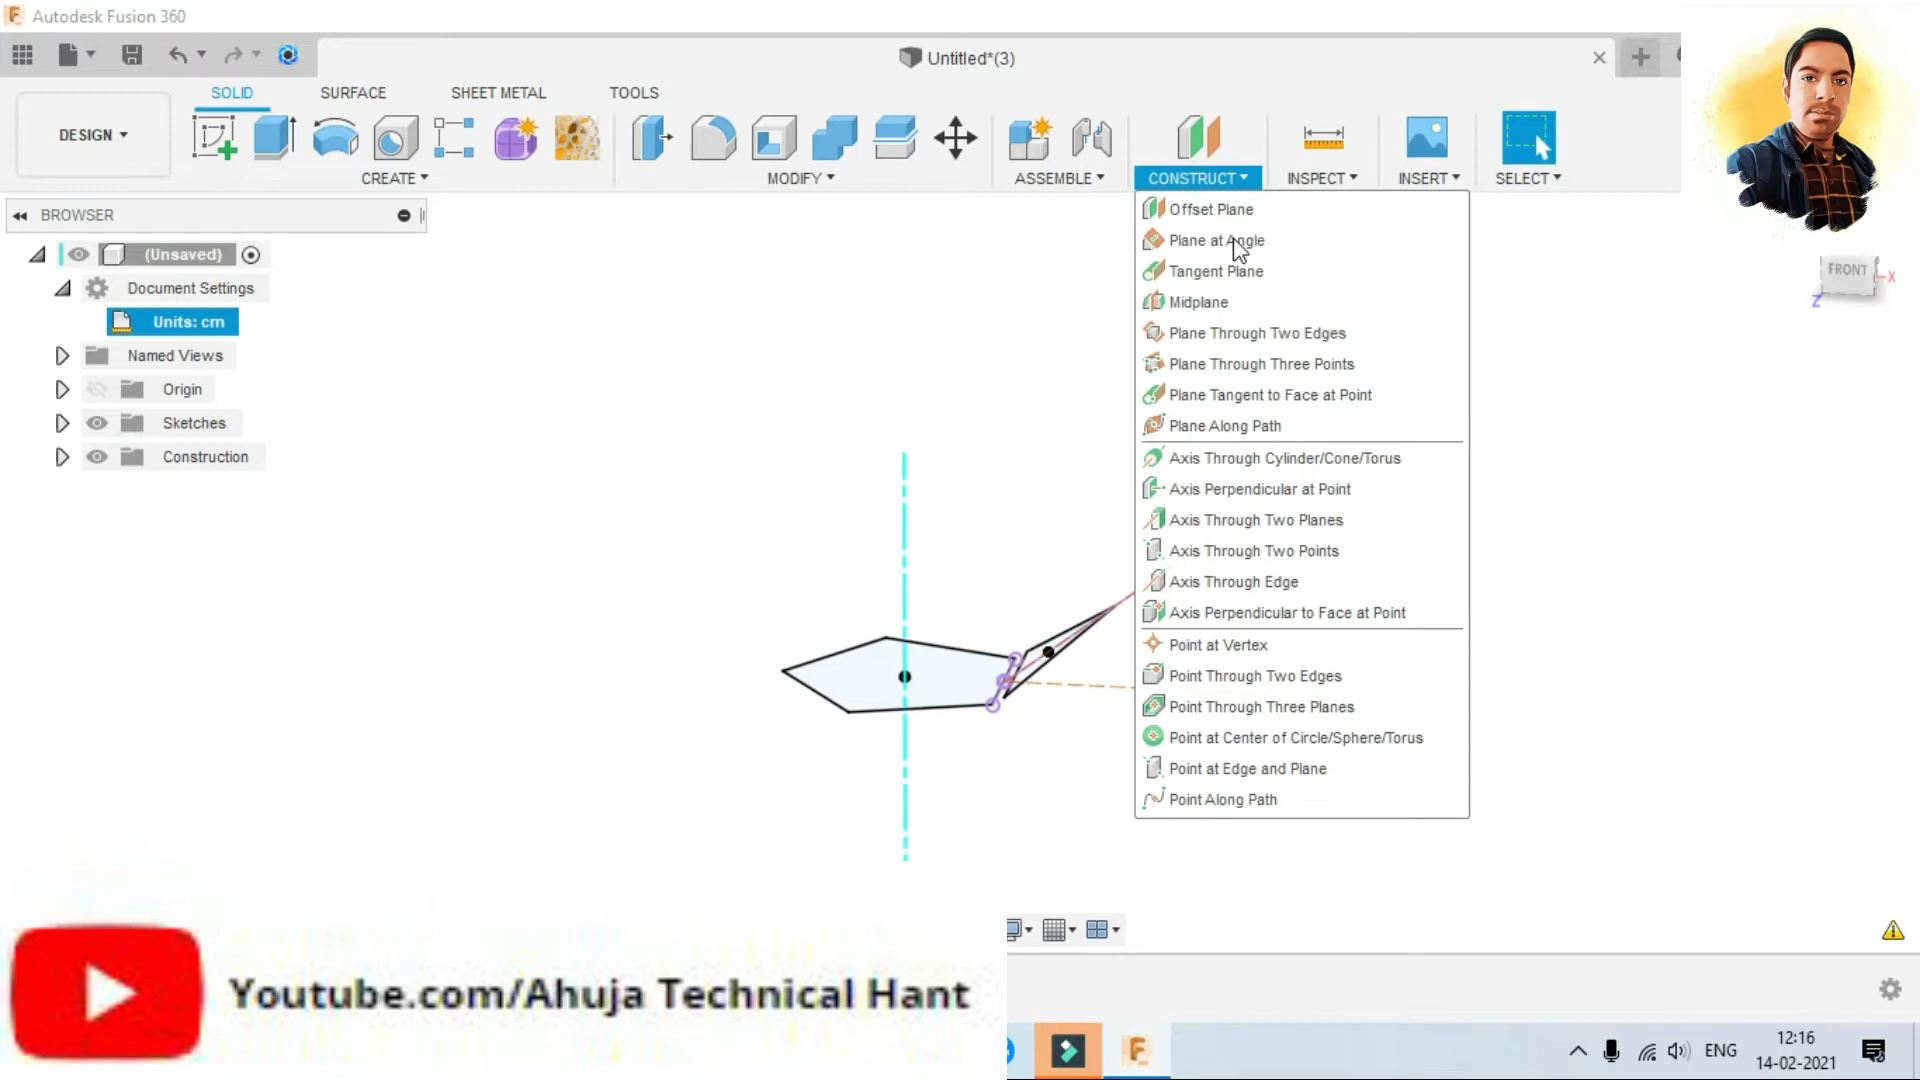 Autodesk Fusion 360
Untitled*(3)
SOLID
SURFACE
SHEET METAL
TOOLS
DESIGN
CREATE
MODIFY
ASSEMBLE
CONSTRUCT
INSPECT
INSERT
SELECT
BROWSER
(Unsaved)
Document Settings
Units: cm
Named Views
Origin
Sketches
Construction
Offset Plane
Plane at Angle
Tangent Plane
Midplane
Plane Through Two Edges
Plane Through Three Points
Plane Tangent to Face at Point
Plane Along Path
Axis Through Cylinder/Cone/Torus
Axis Perpendicular at Point
Axis Through Two Planes
Axis Through Two Points
Axis Through Edge
Axis Perpendicular to Face at Point
Point at Vertex
Point Through Two Edges
Point Through Three Planes
Point at Center of Circle/Sphere/Torus
Point at Edge and Plane
Point Along Path
FRONT
X
Z
Youtube.com/Ahuja Technical Hant
ENG
12:16
14-02-2021